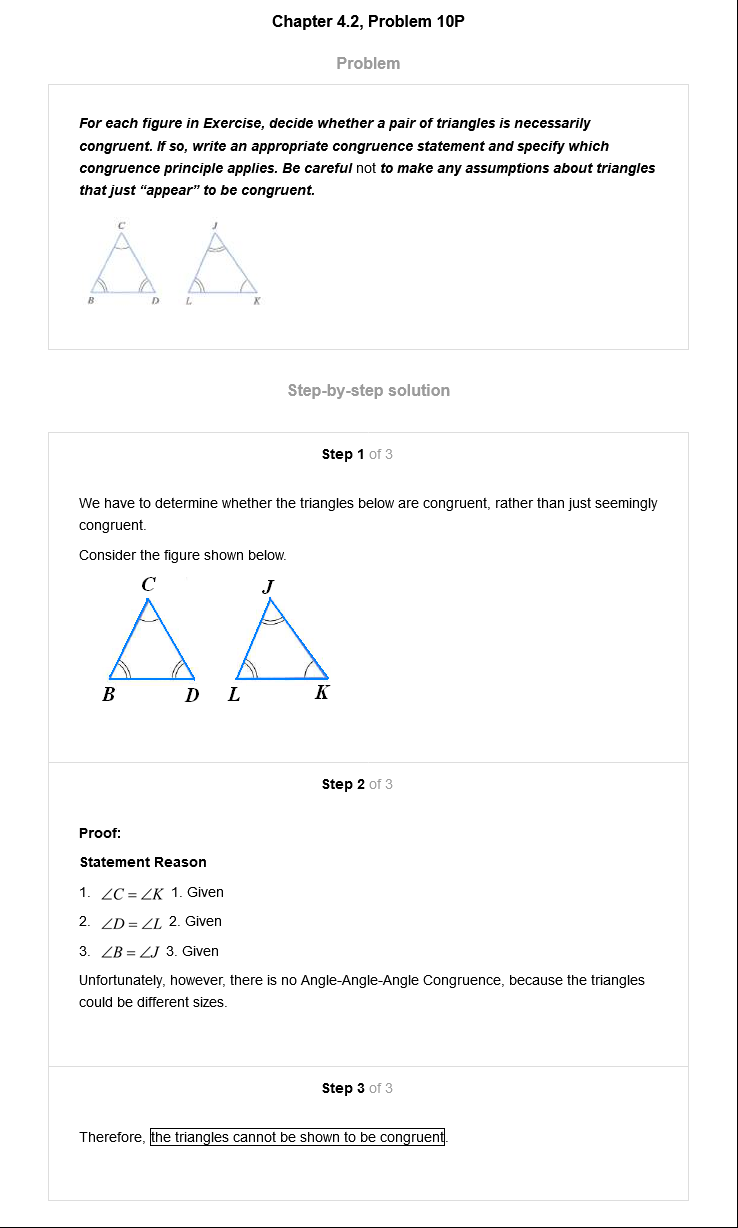 Chapter 4.2, Problem 10P
Problem
For each figure in Exercise, decide whether a pair of triangles is necessarily
congruent. If so, write an appropriate congruence statement and specify which
congruence principle applies. Be careful not to make any assumptions about triangles
that just “appear” to be congruent.
C J
B D L K
Step-by-step solution
Step 1 of 3
We have to determine whether the triangles below are congruent, rather than just seemingly
congruent.
Consider the figure shown below.
C J
B D L K
Step 2 of 3
Proof:
Statement Reason
1. ∠C = ∠K 1. Given
2. ∠D = ∠L 2. Given
3. ∠B = ∠J 3. Given
Unfortunately, however, there is no Angle-Angle-Angle Congruence, because the triangles
could be different sizes.
Step 3 of 3
Therefore, the triangles cannot be shown to be congruent.